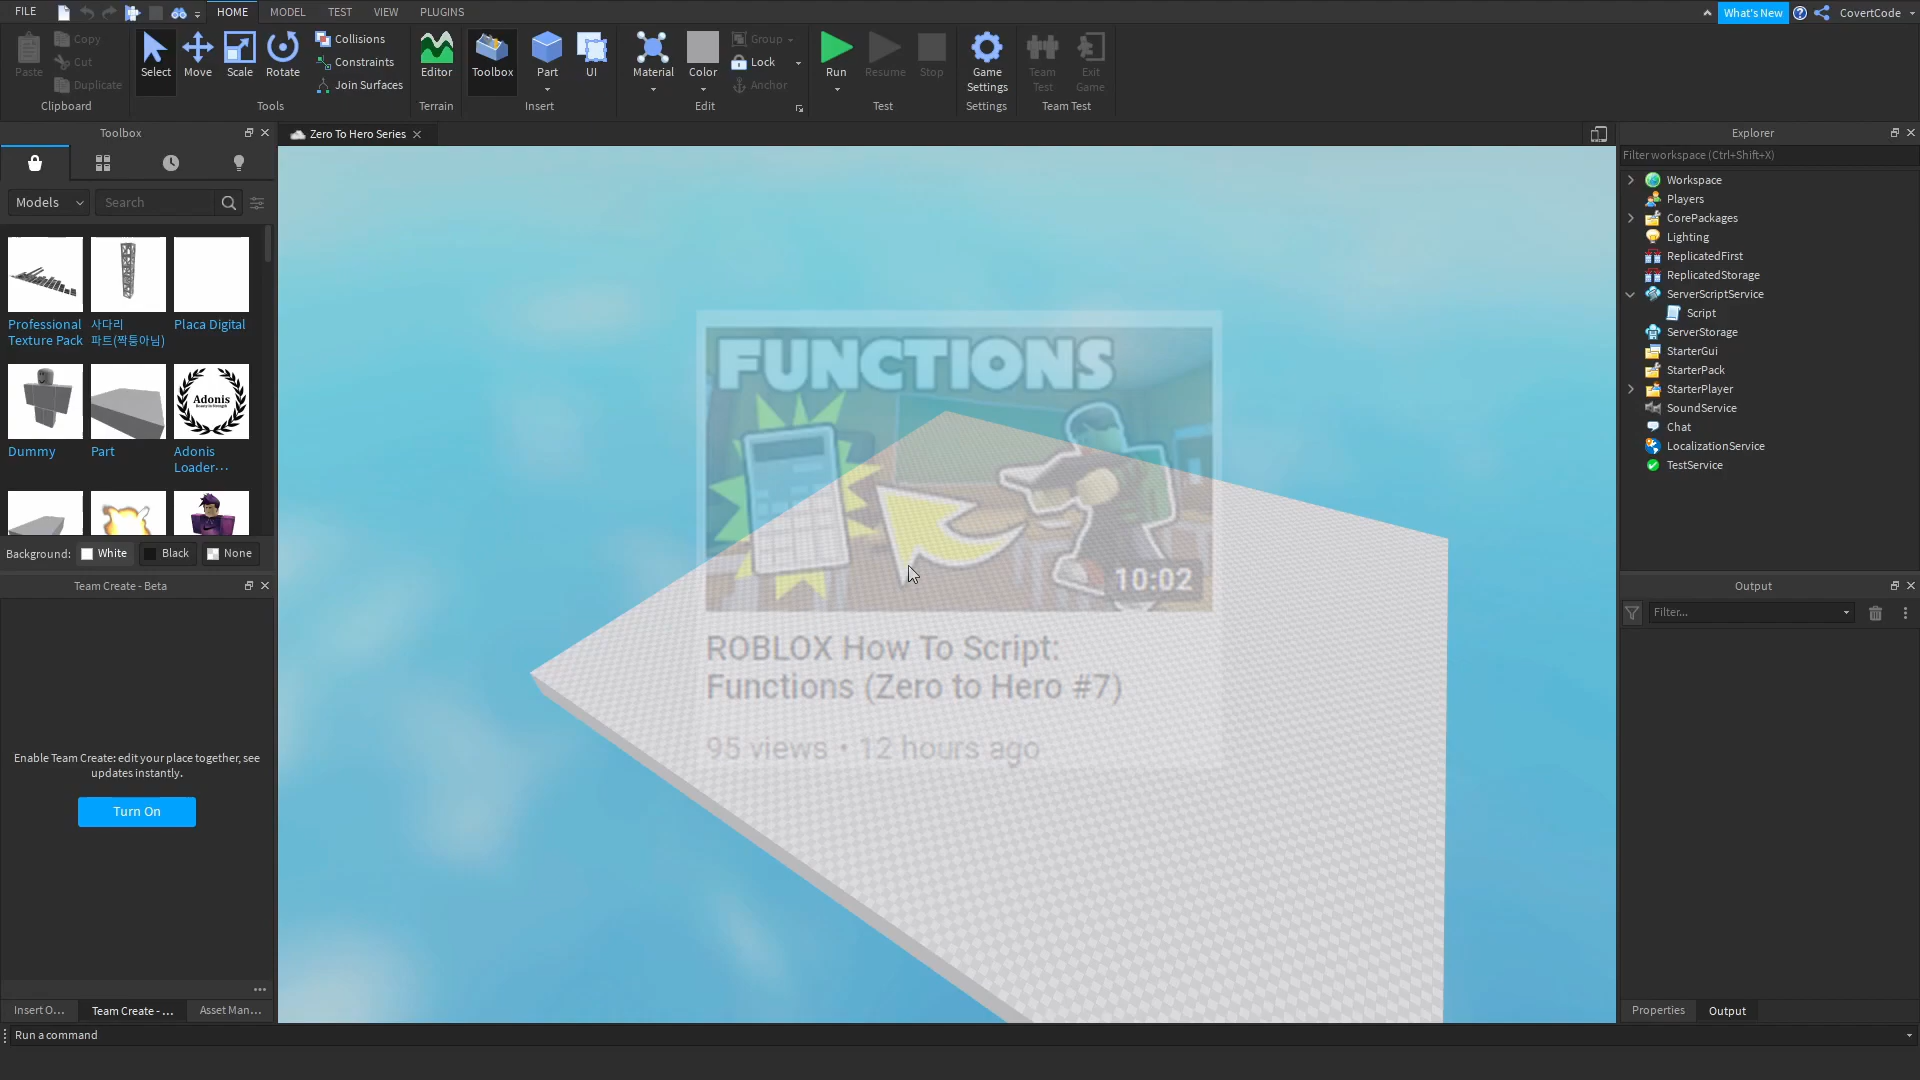 FILE
HOME
MODEL
TEST
VIEW
PLUGINS
What's New
CovertCode
Paste
Copy
Cut
Duplicate
Clipboard
Select
Move
Scale
Rotate
Collisions
Constraints
Join Surfaces
Tools
Editor
Terrain
Toolbox
Part
UI
Insert
Material
Color
Group
Lock
Anchor
Edit
Run
Resume
Stop
Test
Game
Settings
Settings
Team
Test
Exit
Game
Team Test
Toolbox
Models
Search
Professional
Texture Pack
사다리
파트(짝퉁아님)
Placa Digital
Dummy
Part
Adonis
Adonis
Loader...
Background:
White
Black
None
Team Create - Beta
Enable Team Create: edit your place together, see
updates instantly.
Turn On
Insert O...
Team Create - ...
Asset Man...
Run a command
Zero To Hero Series
FUNCTIONS
10:02
ROBLOX How To Script:
Functions (Zero to Hero #7)
95 views • 12 hours ago
Explorer
Filter workspace (Ctrl+Shift+X)
Workspace
Players
CorePackages
Lighting
ReplicatedFirst
ReplicatedStorage
ServerScriptService
Script
ServerStorage
StarterGui
StarterPack
StarterPlayer
SoundService
Chat
LocalizationService
TestService
Output
Filter...
Properties
Output